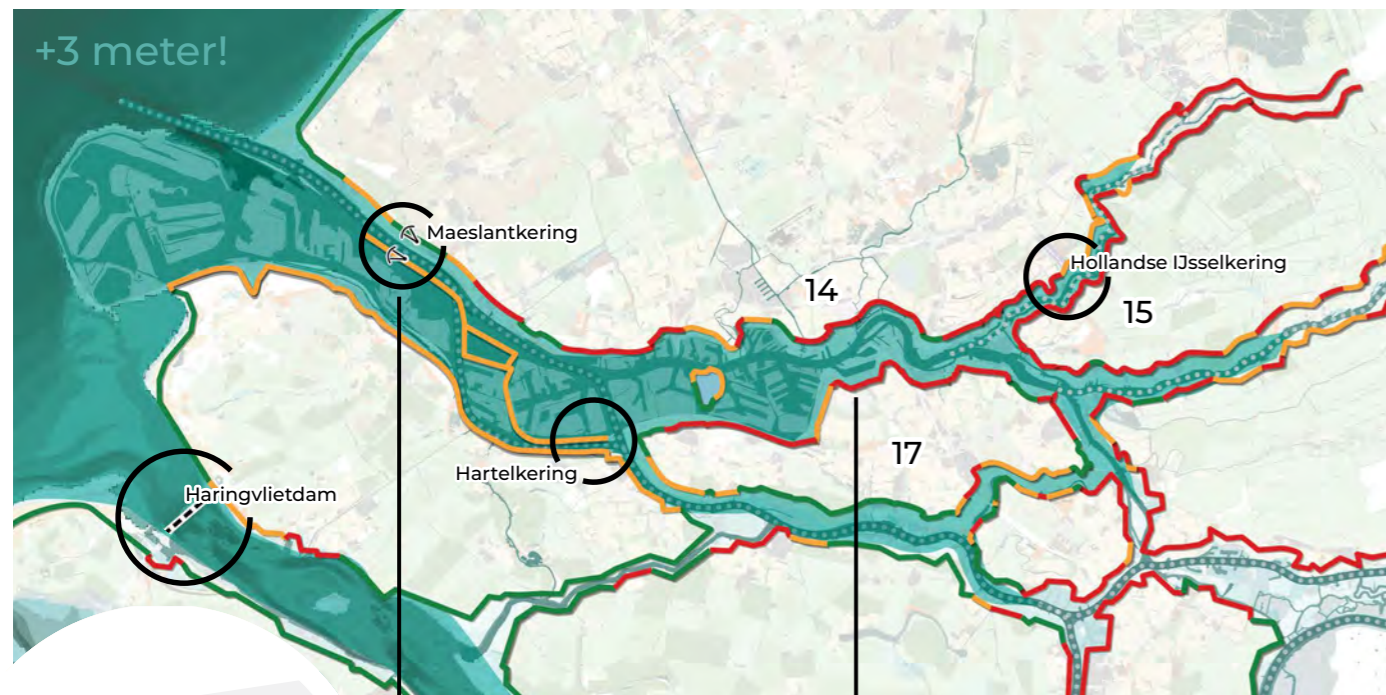 +3 meter!
Maeslantkering
Hollandse IJsselkering
14
15
17
Hartelkering
Haringvlietdam